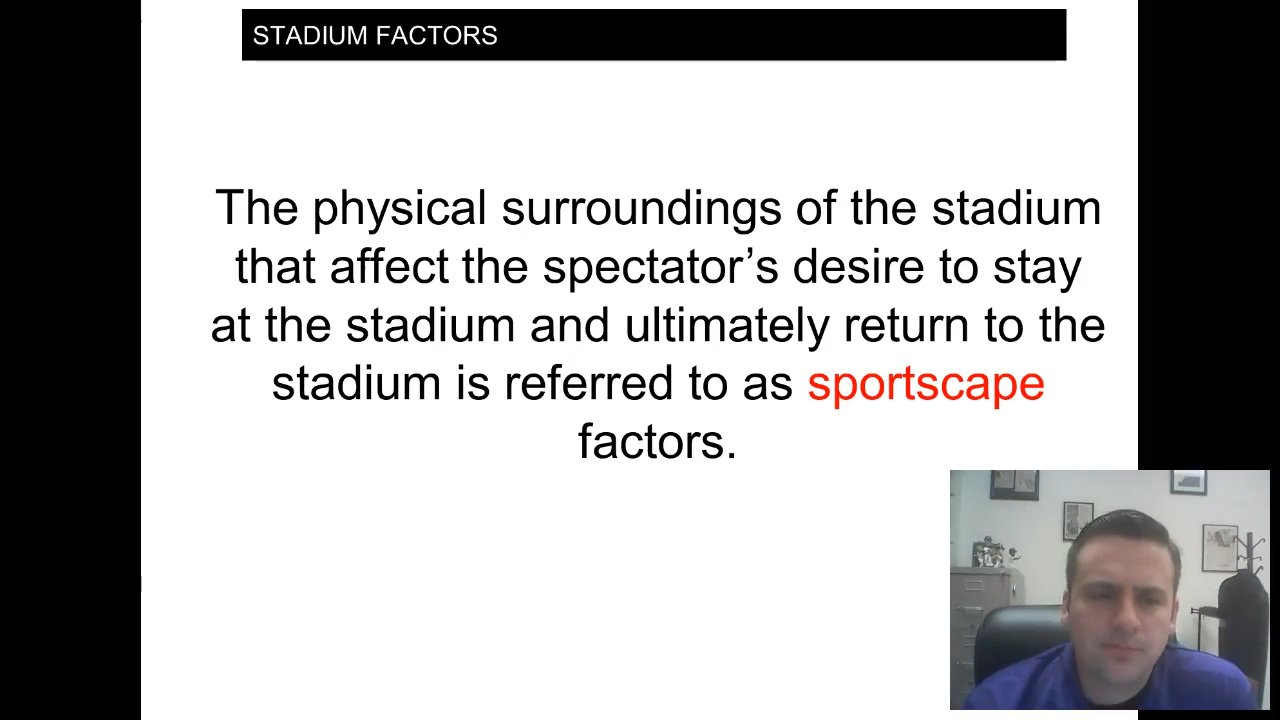 STADIUM FACTORS
The physical surroundings of the stadium
that affect the spectator’s desire to stay
at the stadium and ultimately return to the
stadium is referred to as sportscape
factors.